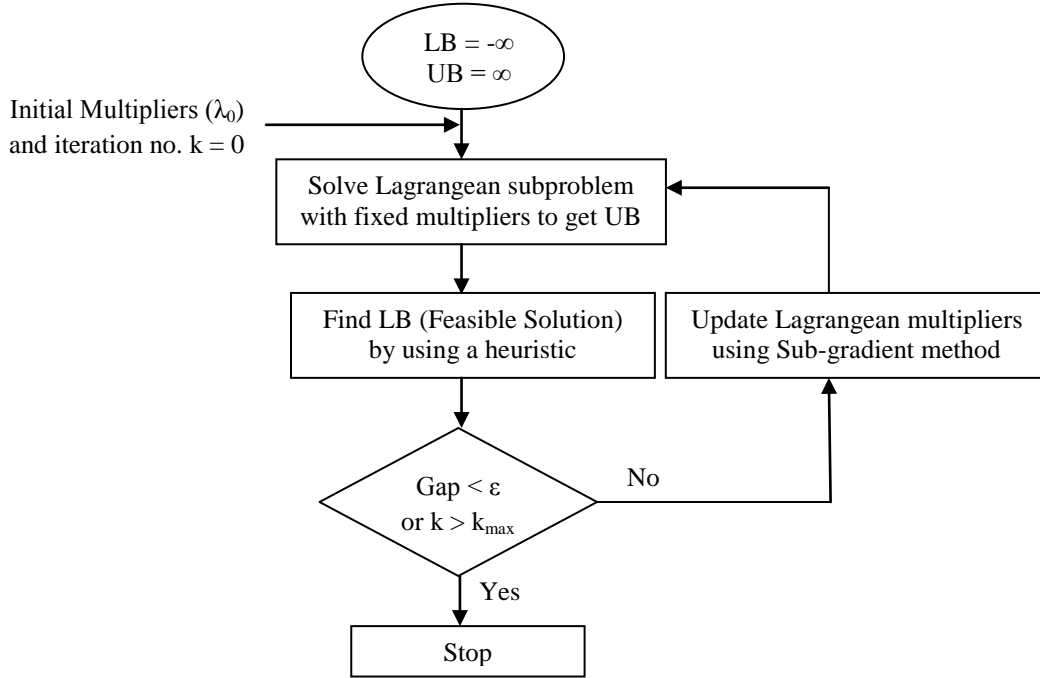 LB = -∞
UB = ∞
Initial Multipliers (λ0)
and iteration no. k = 0
Solve Lagrangean subproblem
with fixed multipliers to get UB
Find LB (Feasible Solution)
by using a heuristic
Update Lagrangean multipliers
using Sub-gradient method
Gap < ε
or k > kmax
No
Yes
Stop